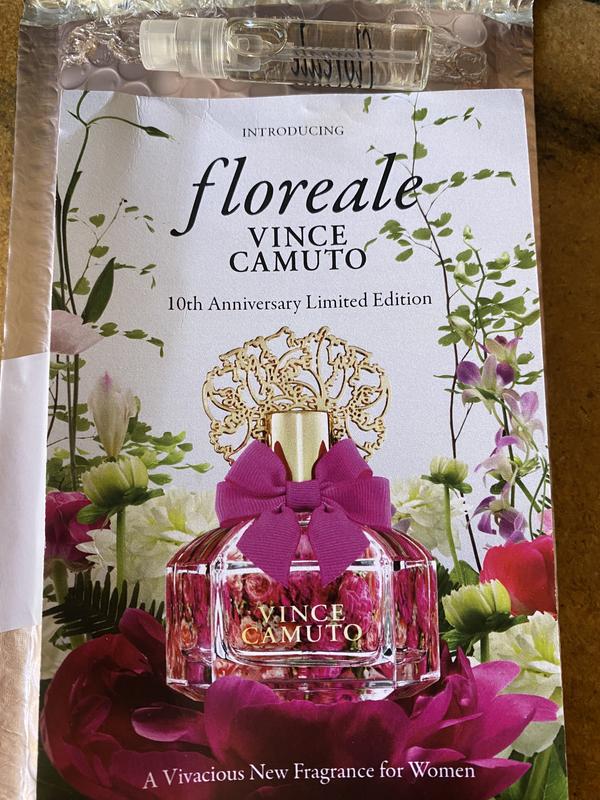 floreale
INTRODUCING
floreale
VINCE
CAMUTO
10th Anniversary Limited Edition
VINCE
CAMUTO
A Vivacious New Fragrance for Women